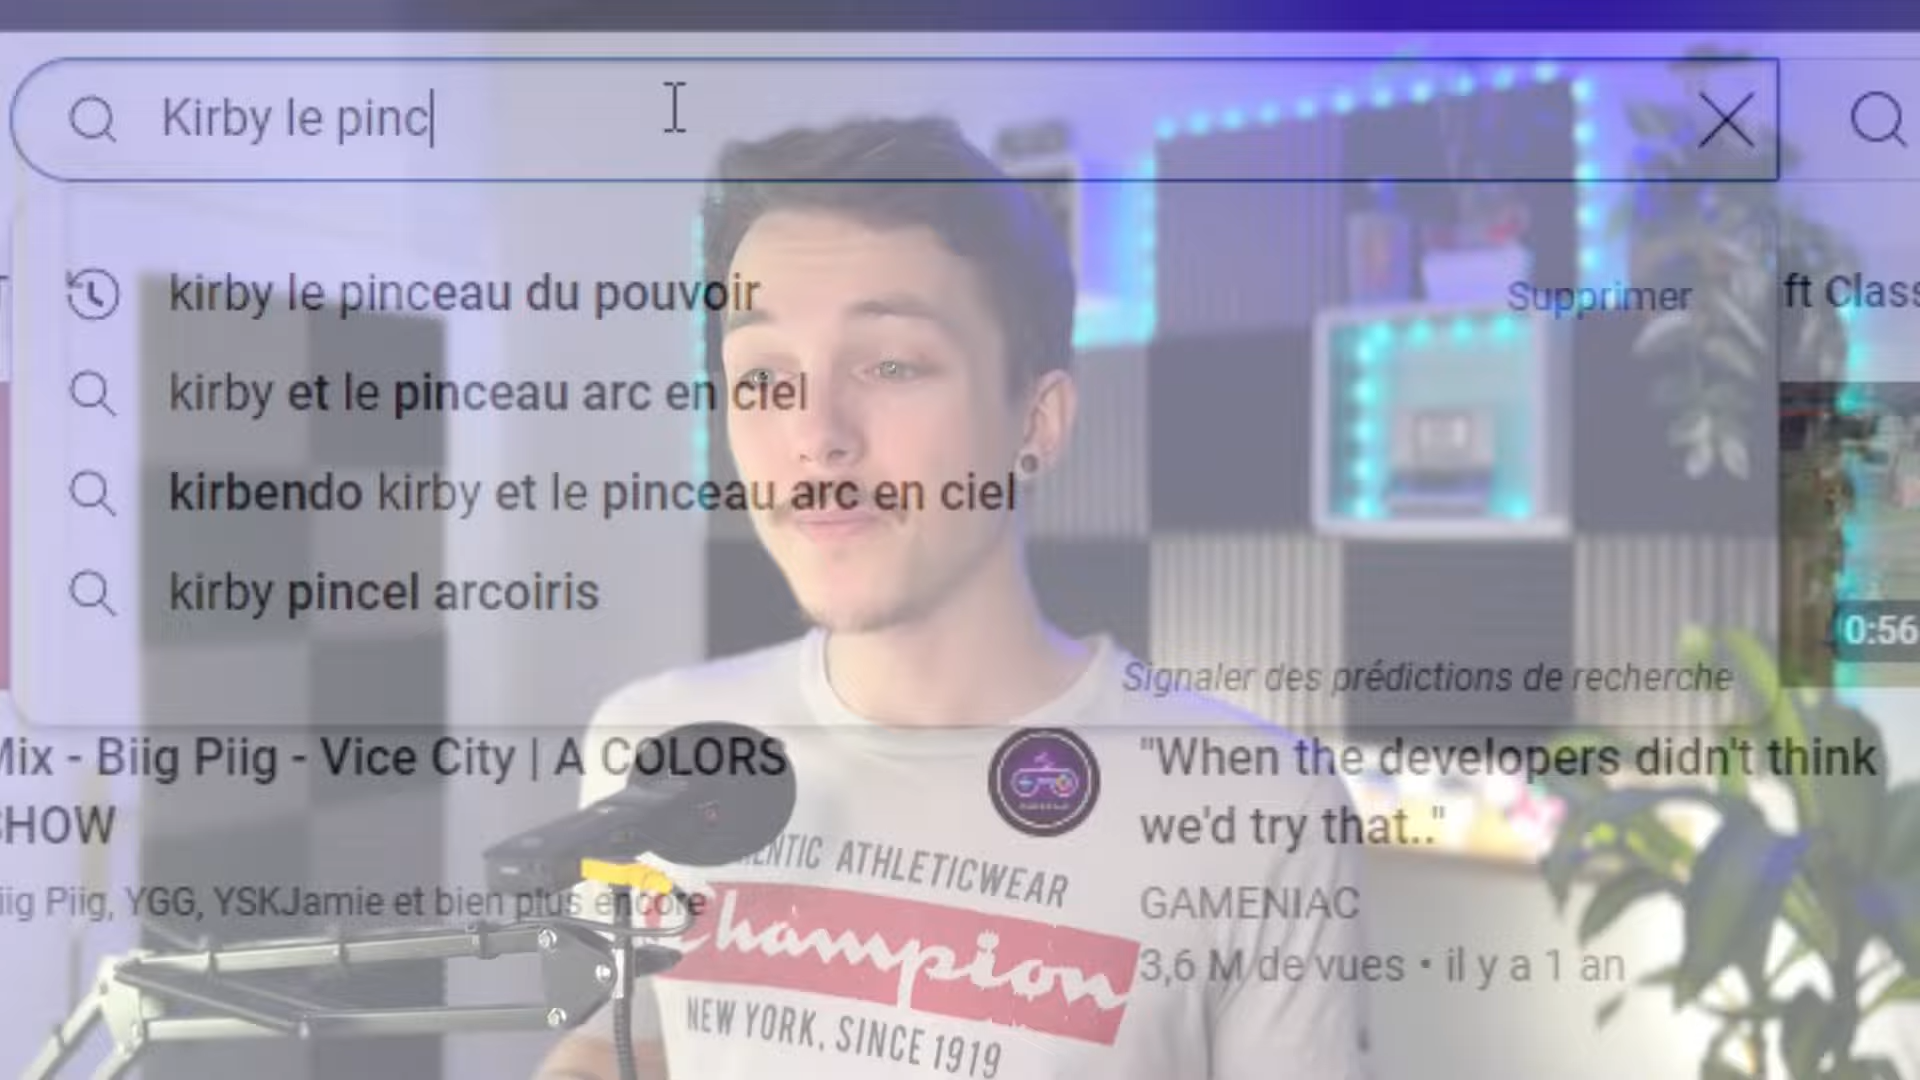 Kirby le pinc
kirby le pinceau du pouvoir
Supprimer
ft Class
kirby et le pinceau arc en ciel
kirbendo kirby et le pinceau arc en ciel
kirby pincel arcoiris
0:56
Signaler des prédictions de recherche
Mix - Biig Piig - Vice City | A COLORS
SHOW
"When the developers didn't think
we'd try that.."
iig Piig, YGG, YSKJamie et bien plus encore
GAMENIAC
3,6 M de vues • il y a 1 an
ENTIC ATHLETICWEAR
Champion
NEW YORK, SINCE 1919